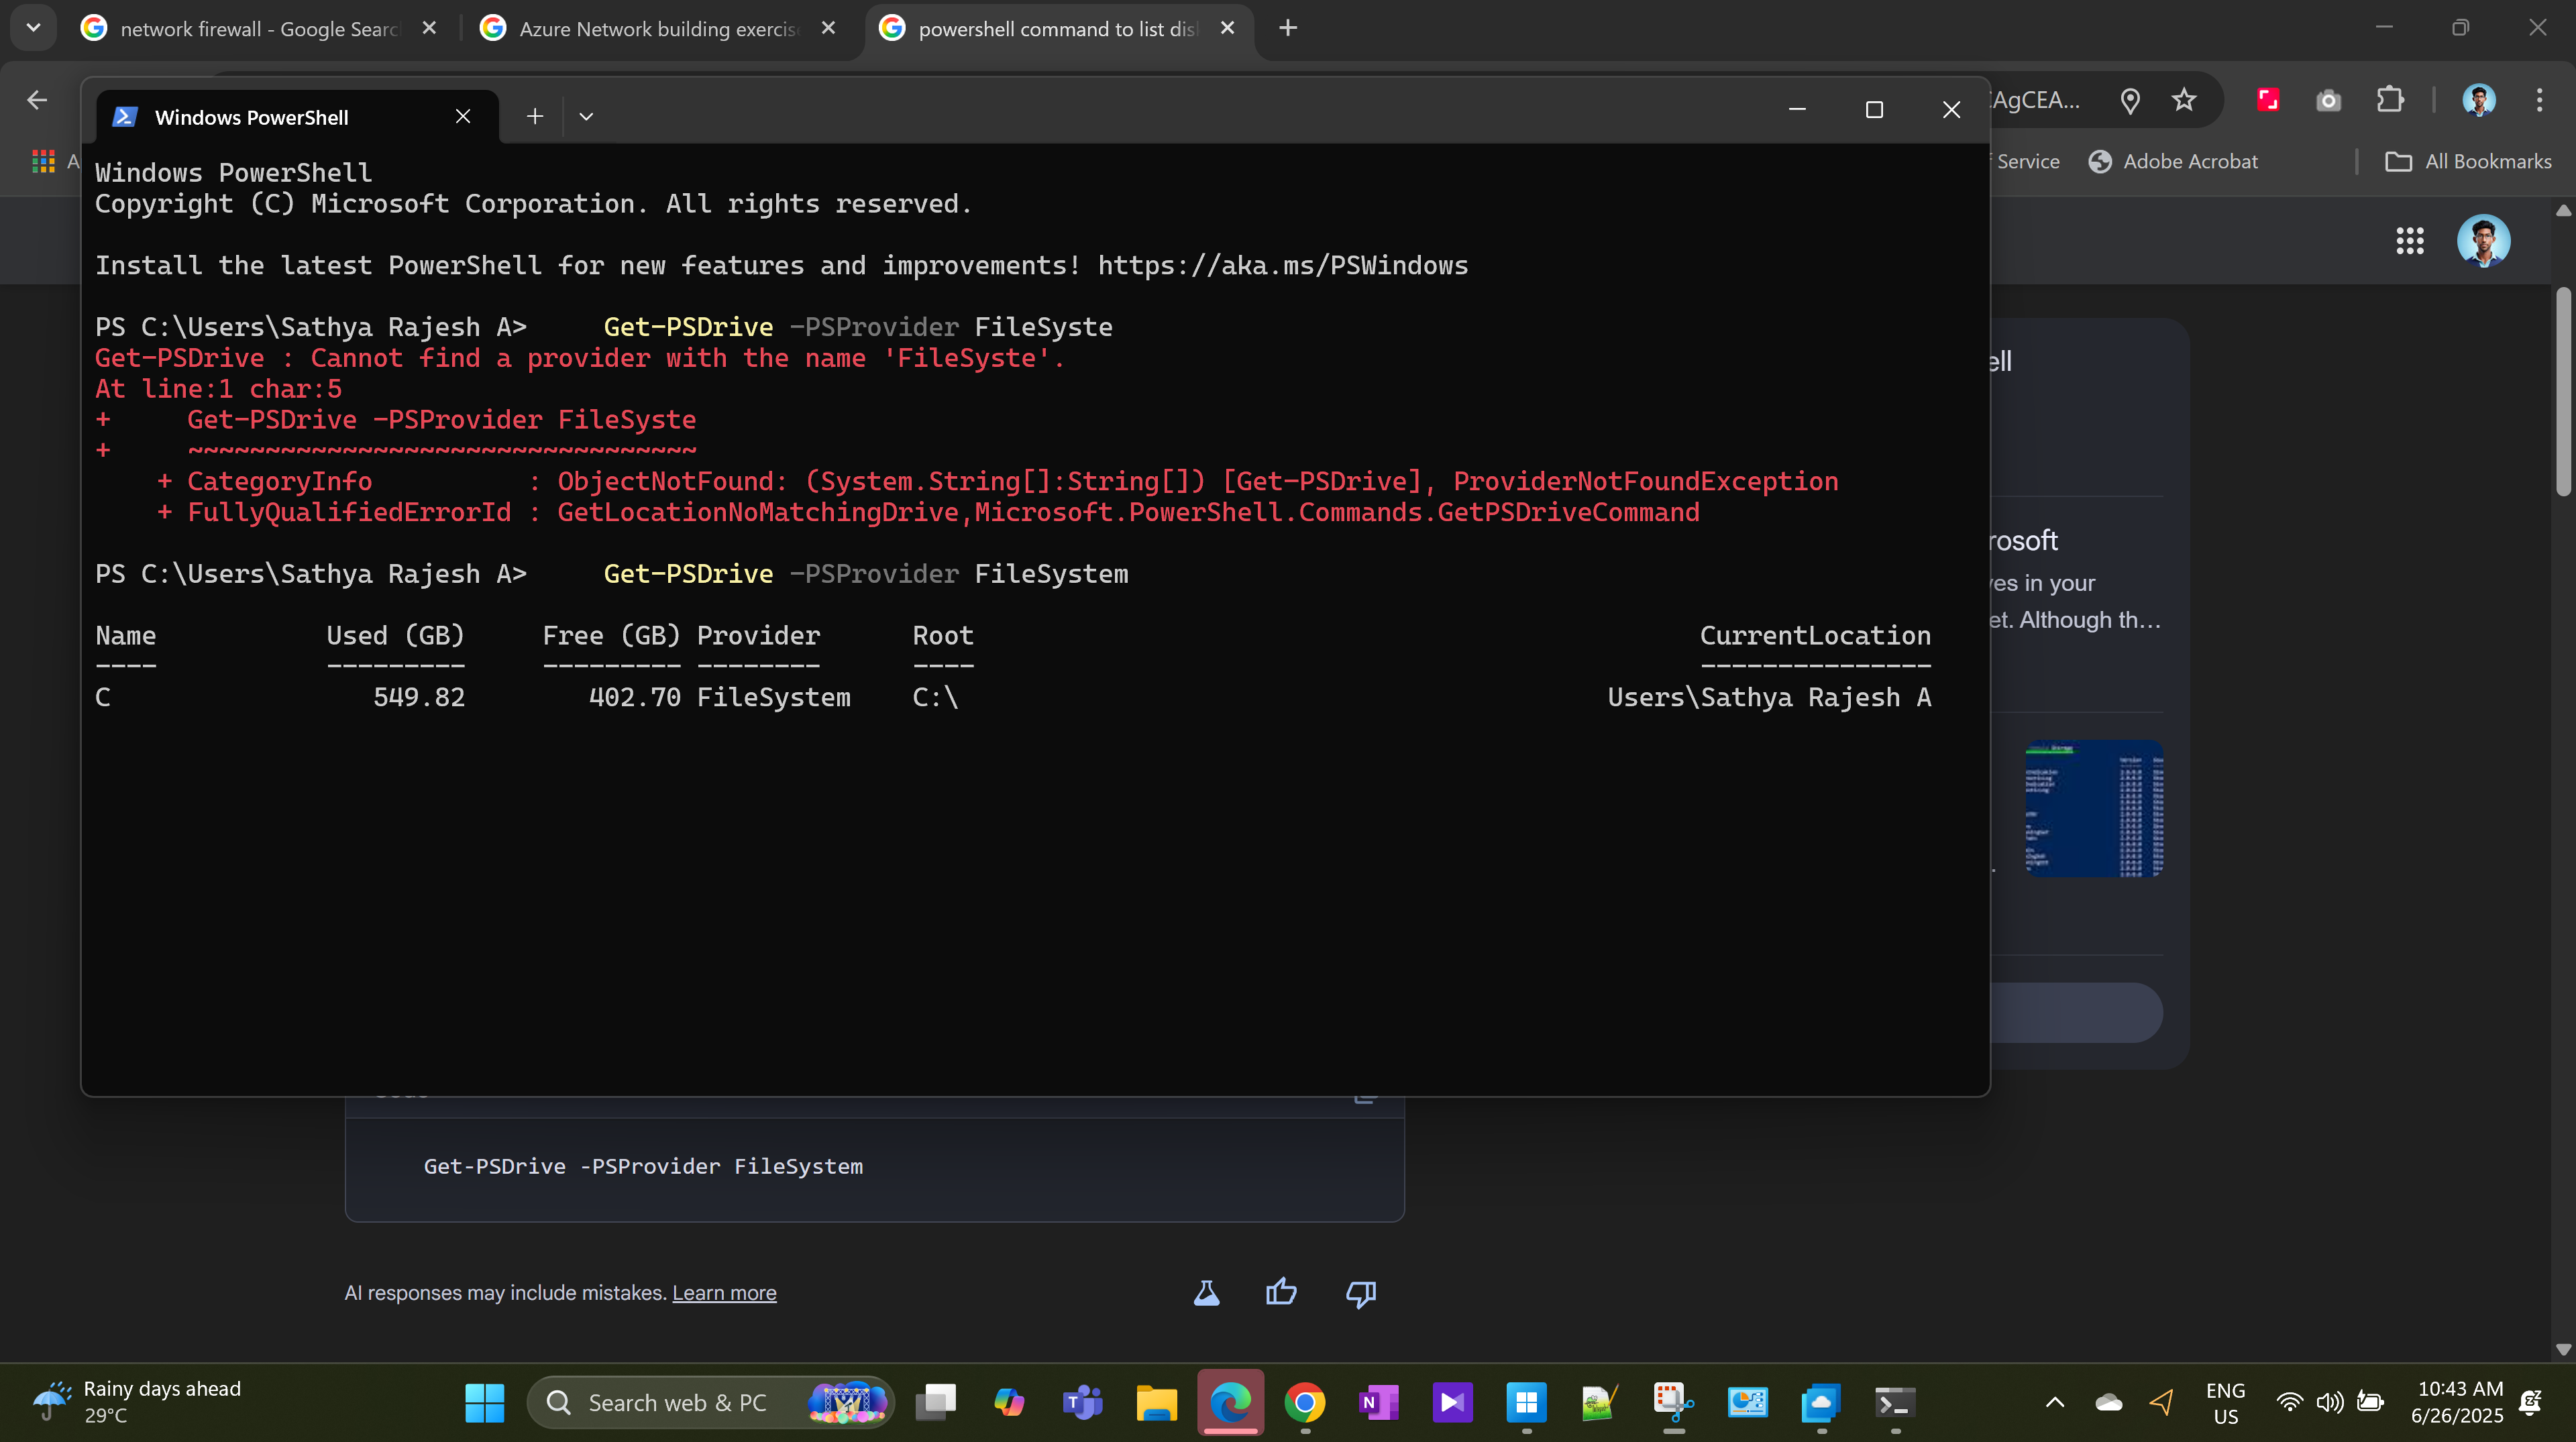 network firewall - Google Searc
Azure Network building exercis
powershell command to list dis
AgCEA...
Service
Adobe Acrobat
All Bookmarks
Windows PowerShell
Windows PowerShell
Copyright (C) Microsoft Corporation. All rights reserved.
Install the latest PowerShell for new features and improvements! https://aka.ms/PSWindows
PS C:\Users\Sathya Rajesh A>     Get-PSDrive -PSProvider FileSyste
Get-PSDrive : Cannot find a provider with the name 'FileSyste'.
At line:1 char:5
+     Get-PSDrive -PSProvider FileSyste
+     ~~~~~~~~~~~~~~~~~~~~~~~~~~~~~~~~~
    + CategoryInfo          : ObjectNotFound: (System.String[]:String[]) [Get-PSDrive], ProviderNotFoundException
    + FullyQualifiedErrorId : GetLocationNoMatchingDrive,Microsoft.PowerShell.Commands.GetPSDriveCommand
PS C:\Users\Sathya Rajesh A>     Get-PSDrive -PSProvider FileSystem
Name           Used (GB)     Free (GB) Provider      Root                                               CurrentLocation
----           ---------     --------- --------      ----                                               ---------------
C                 549.82        402.70 FileSystem    C:\                                          Users\Sathya Rajesh A
ell
rosoft
es in your
et. Although th...
Get-PSDrive -PSProvider FileSystem
AI responses may include mistakes. Learn more
Rainy days ahead
29°C
Search web & PC
ENG
US
10:43 AM
6/26/2025